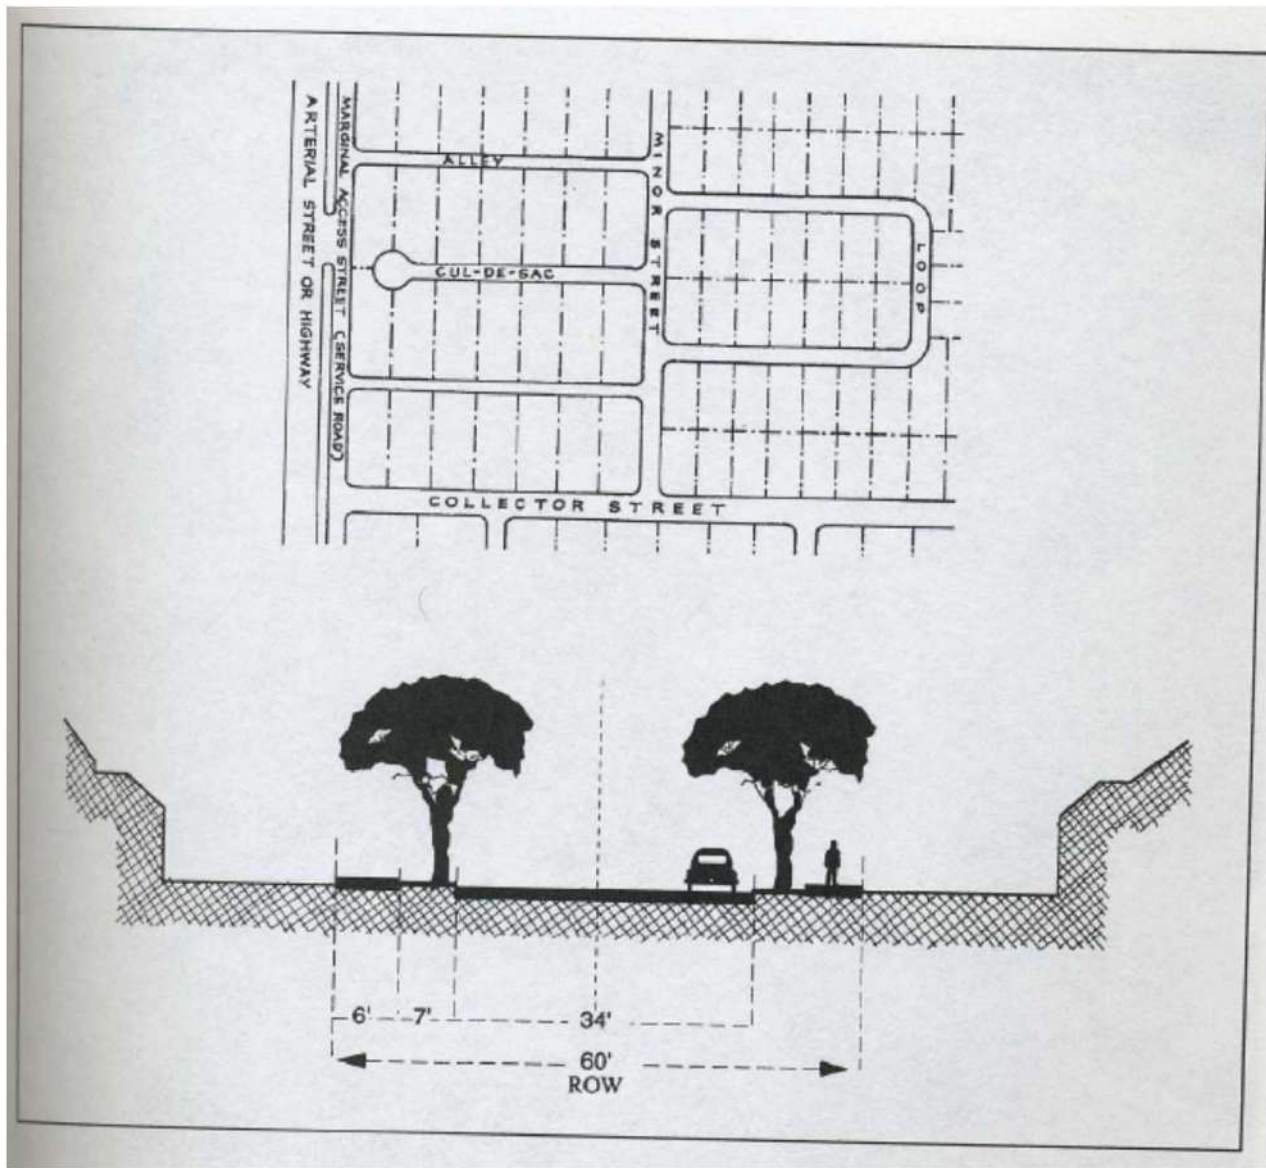 ARTERIAL STREET OR HIGHWAY
MARGINAL ACCESS STREET (SERVICE ROAD)
ALLEY
MINOR STREET
CUL-DE-SAC
LOOP
COLLECTOR STREET
6' 7' 34'
60'
ROW